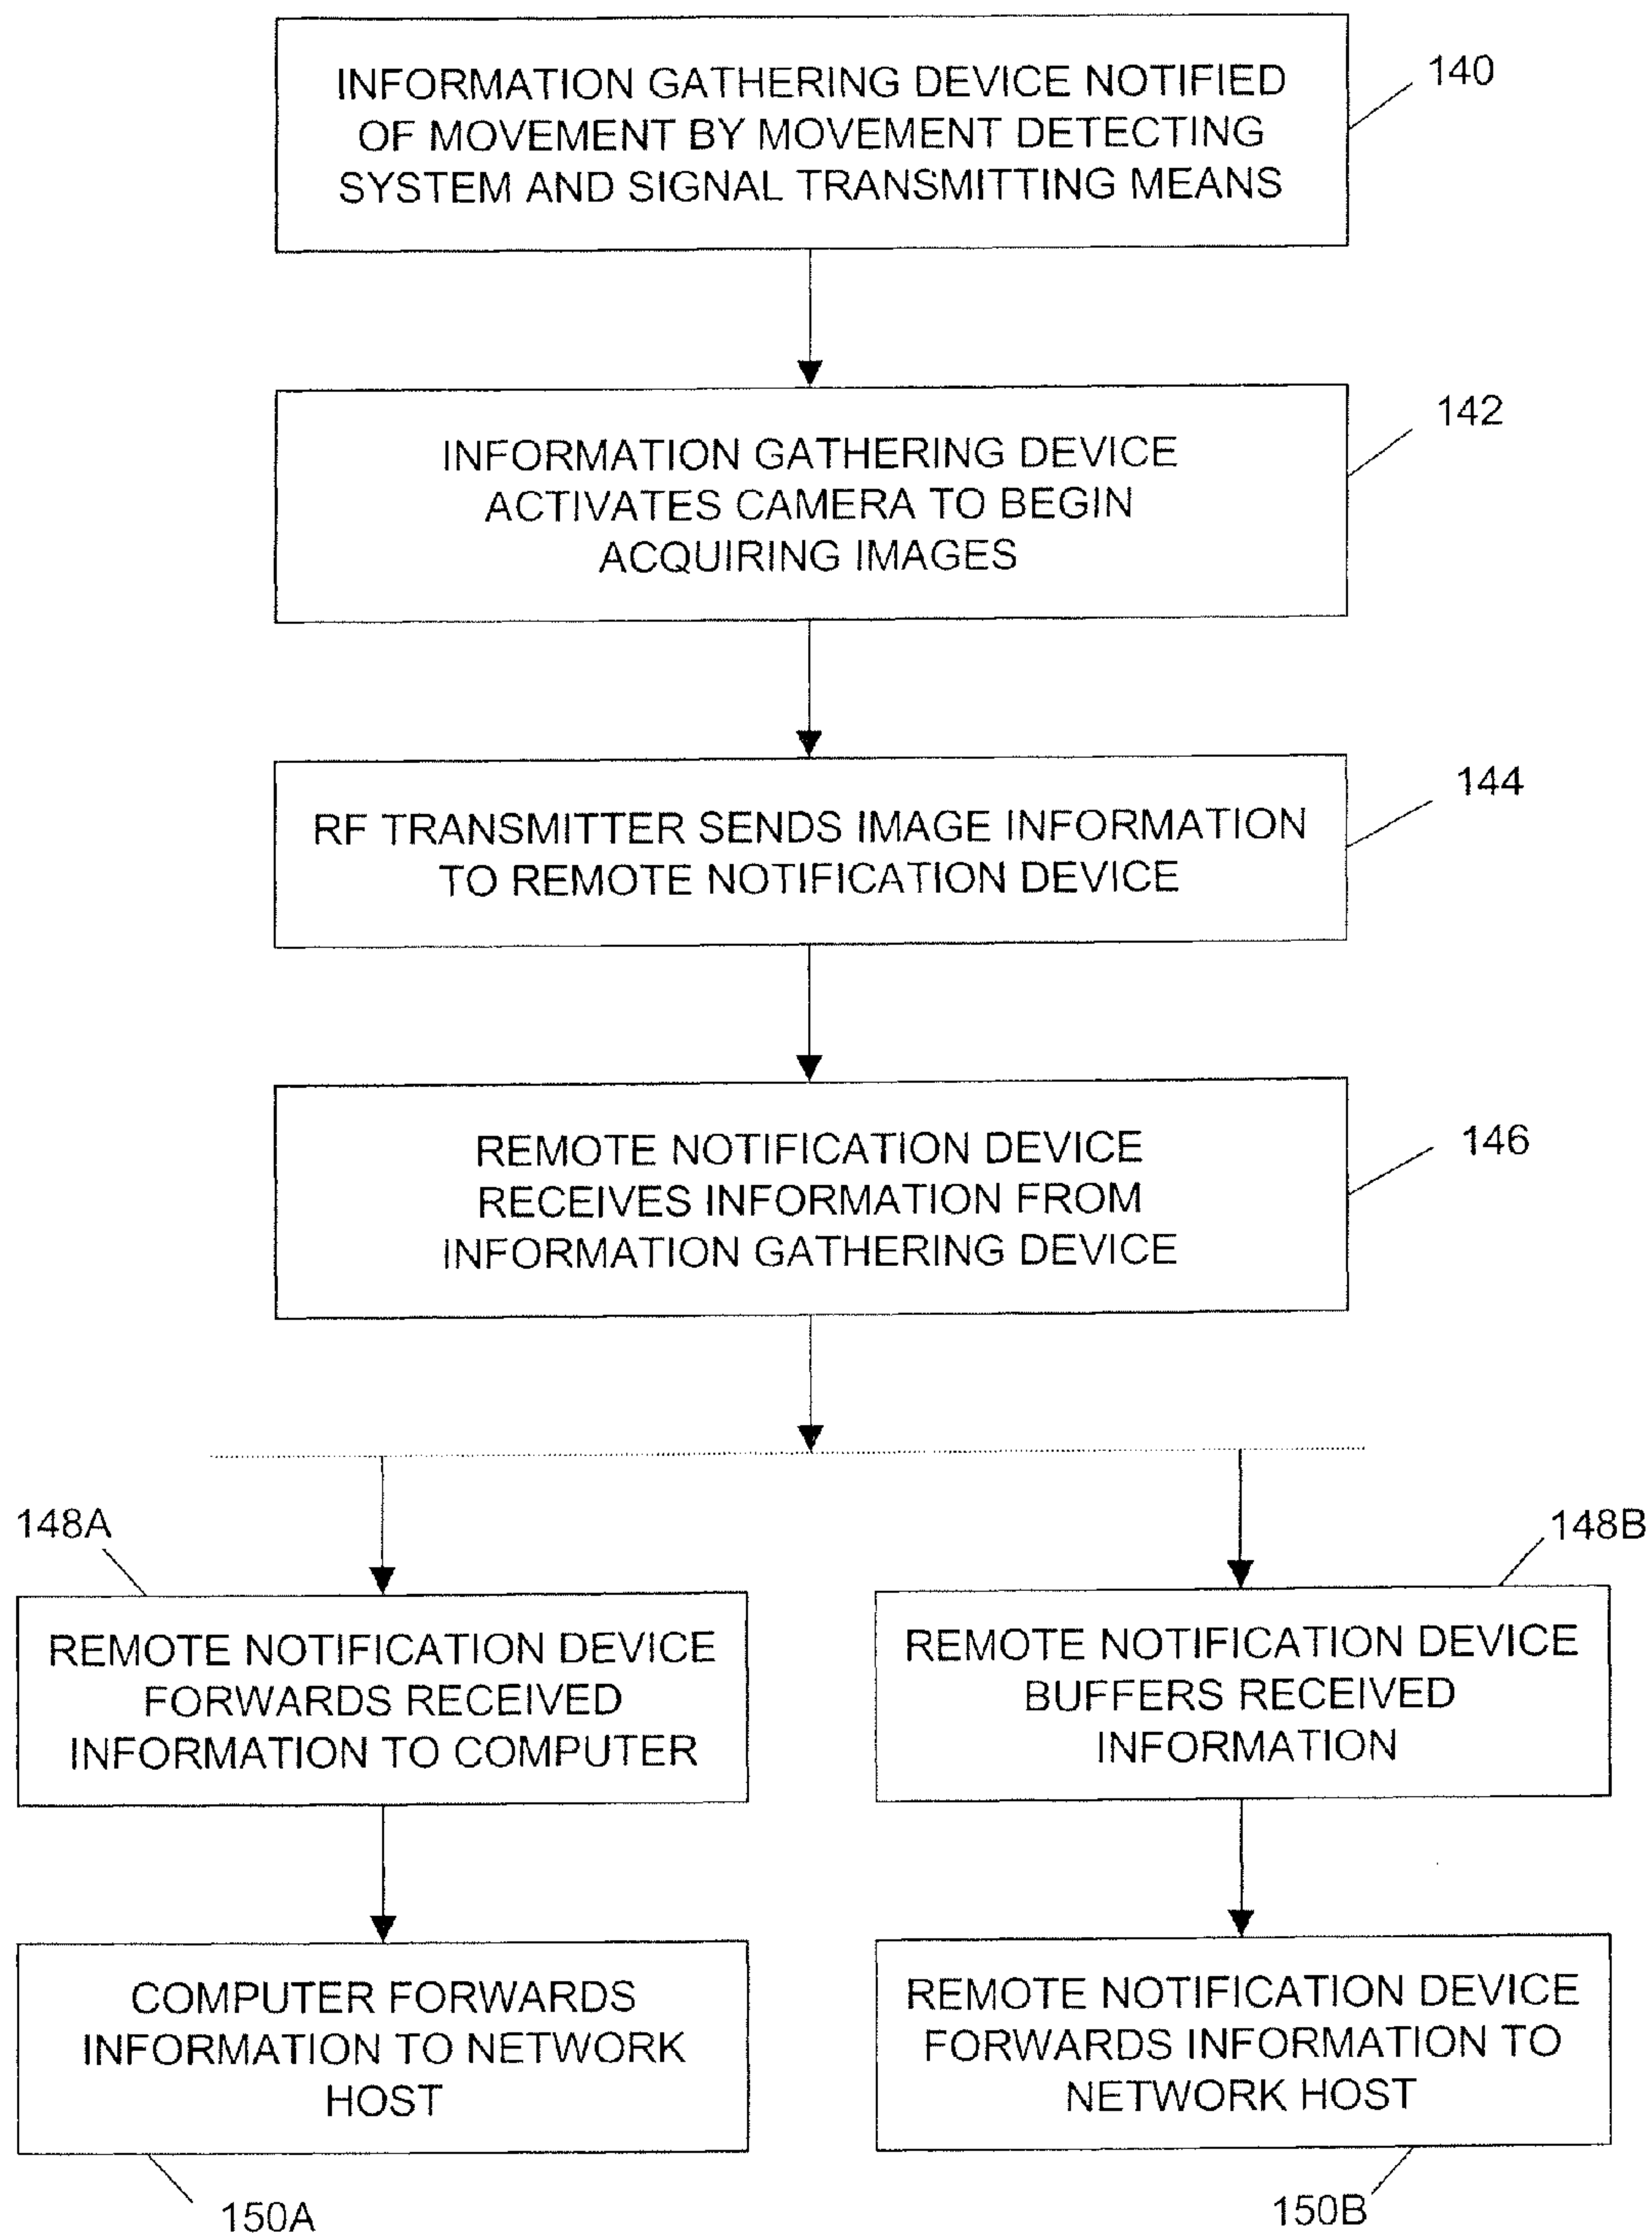 INFORMATION GATHERING DEVICE NOTIFIED
OF MOVEMENT BY MOVEMENT DETECTING
SYSTEM AND SIGNAL TRANSMITTING MEANS
140
INFORMATION GATHERING DEVICE
ACTIVATES CAMERA TO BEGIN
ACQUIRING IMAGES
142
RF TRANSMITTER SENDS IMAGE INFORMATION
TO REMOTE NOTIFICATION DEVICE
144
REMOTE NOTIFICATION DEVICE
RECEIVES INFORMATION FROM
INFORMATION GATHERING DEVICE
146
148A
REMOTE NOTIFICATION DEVICE
FORWARDS RECEIVED
INFORMATION TO COMPUTER
148B
REMOTE NOTIFICATION DEVICE
BUFFERS RECEIVED
INFORMATION
COMPUTER FORWARDS
INFORMATION TO NETWORK
HOST
150A
REMOTE NOTIFICATION DEVICE
FORWARDS INFORMATION TO
NETWORK HOST
150B